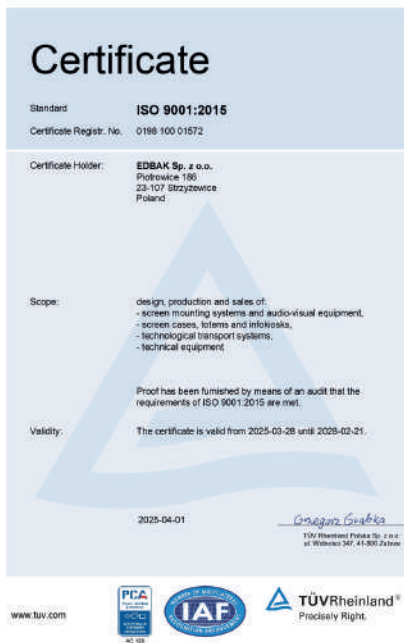 Certificate
Standard ISO 9001:2015
Certificate Registr. No. 0198 100 01572
Certificate Holder: EDBAK Sp. z o.o.
Piotrowice 186
23-107 Strzyżewice
Poland
Scope: design, production and sales of:
- screen mounting systems and audio-visual equipment,
- screen cases, totems and infokiosks,
- technological transport systems,
- technical equipment
Proof has been furnished by means of an audit that the
requirements of ISO 9001:2015 are met.
Validity: The certificate is valid from 2025-03-28 until 2028-02-21.
2025-04-01
TÜV Rheinland Polska Sp. z o.o.
ul. Wolności 347, 41-800 Zabrze
www.tuv.com
PCA
AC 128
IAF
TÜVRheinland®
Precisely Right.